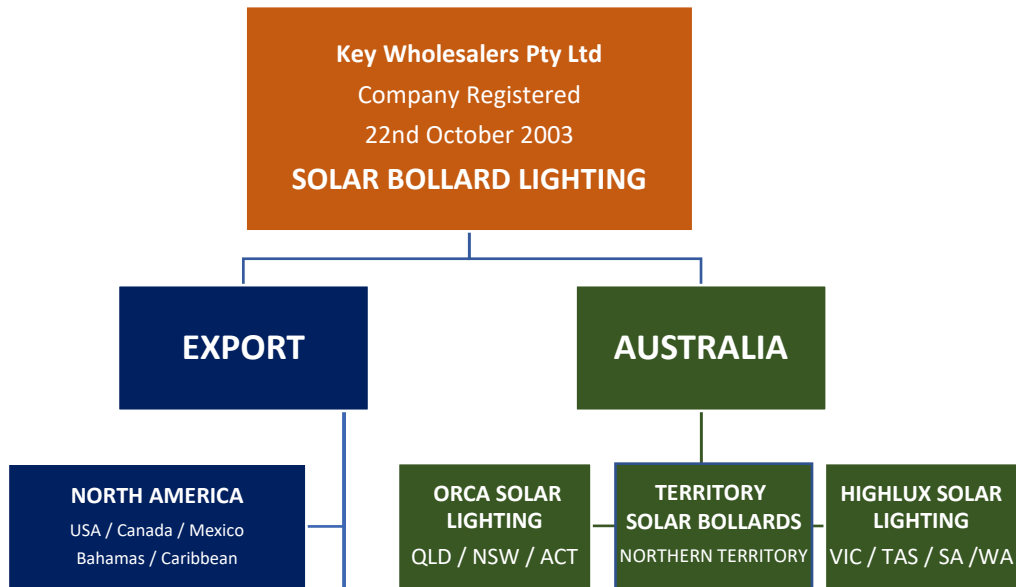 Key Wholesalers Pty Ltd
Company Registered
22nd October 2003
SOLAR BOLLARD LIGHTING
EXPORT
AUSTRALIA
NORTH AMERICA
USA / Canada / Mexico
Bahamas / Caribbean
ORCA SOLAR
LIGHTING
QLD / NSW / ACT
TERRITORY
SOLAR BOLLARDS
NORTHERN TERRITORY
HIGHLUX SOLAR
LIGHTING
VIC / TAS / SA /WA